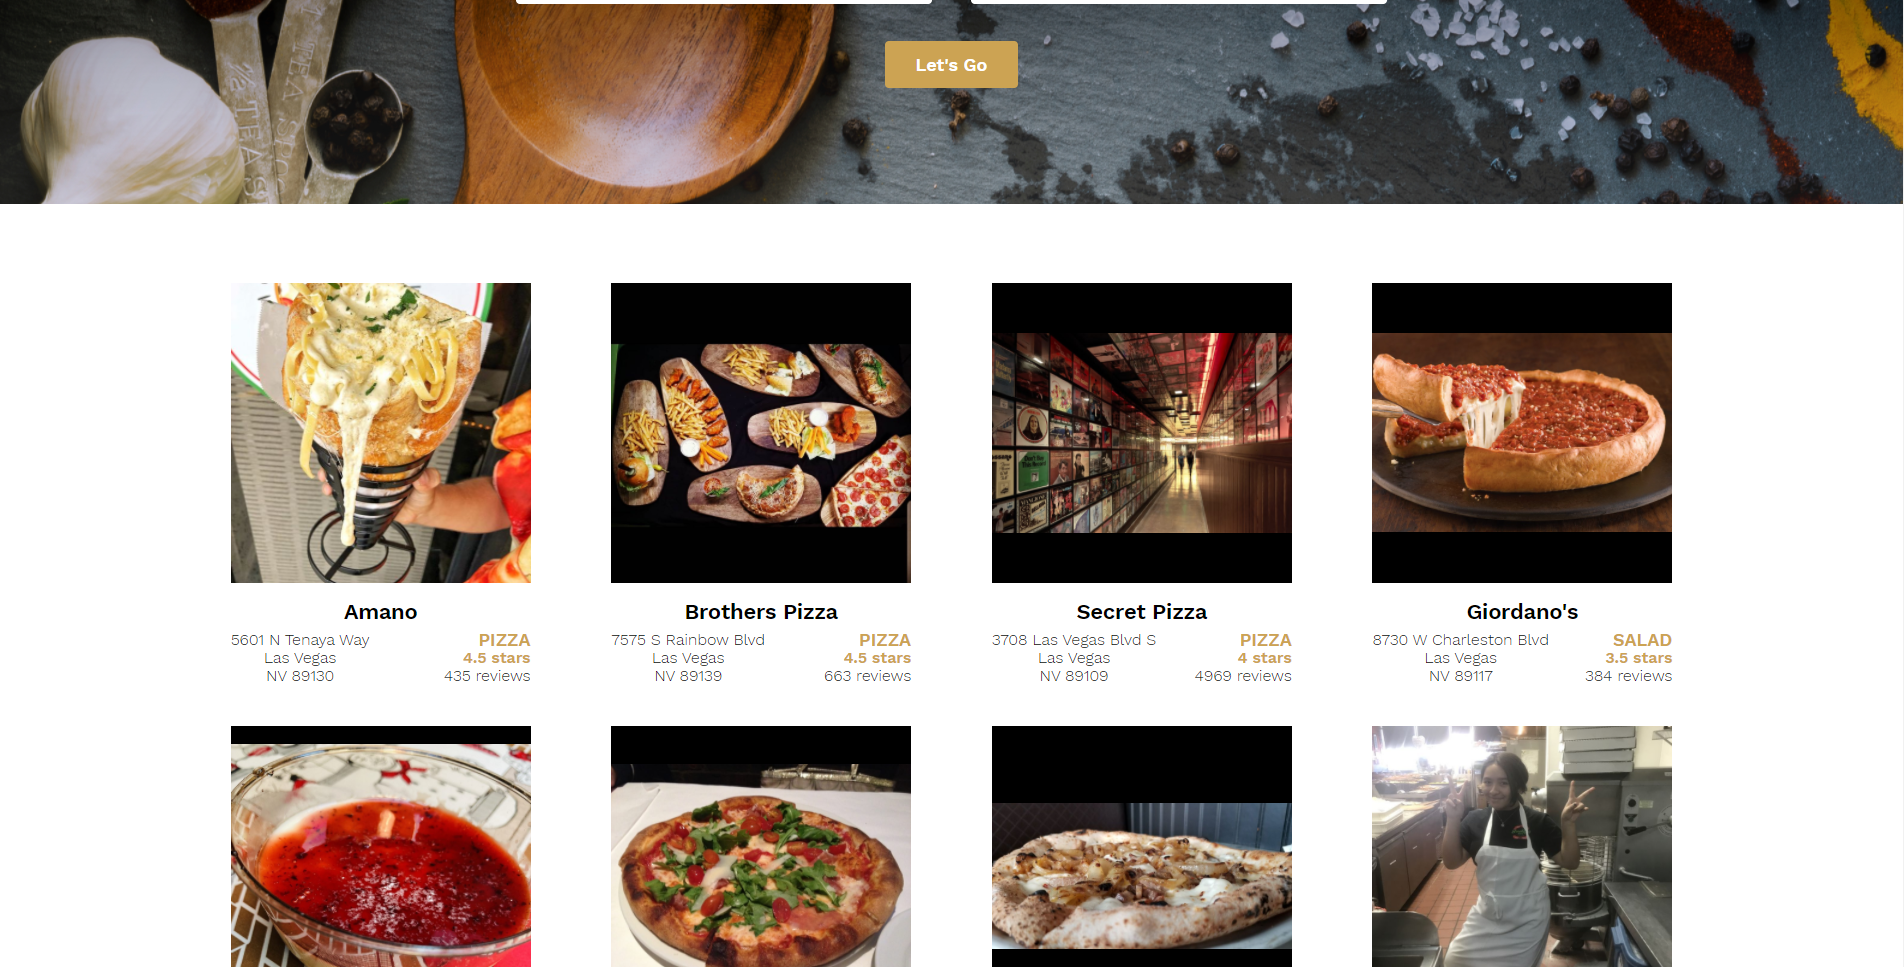 Let's Go
Amano
5601 N Tenaya Way
Las Vegas
NV 89130
PIZZA
4.5 stars
435 reviews
Brothers Pizza
7575 S Rainbow Blvd
Las Vegas
NV 89139
PIZZA
4.5 stars
663 reviews
Secret Pizza
3708 Las Vegas Blvd S
Las Vegas
NV 89109
PIZZA
4 stars
4969 reviews
Giordano's
8730 W Charleston Blvd
Las Vegas
NV 89117
SALAD
3.5 stars
384 reviews